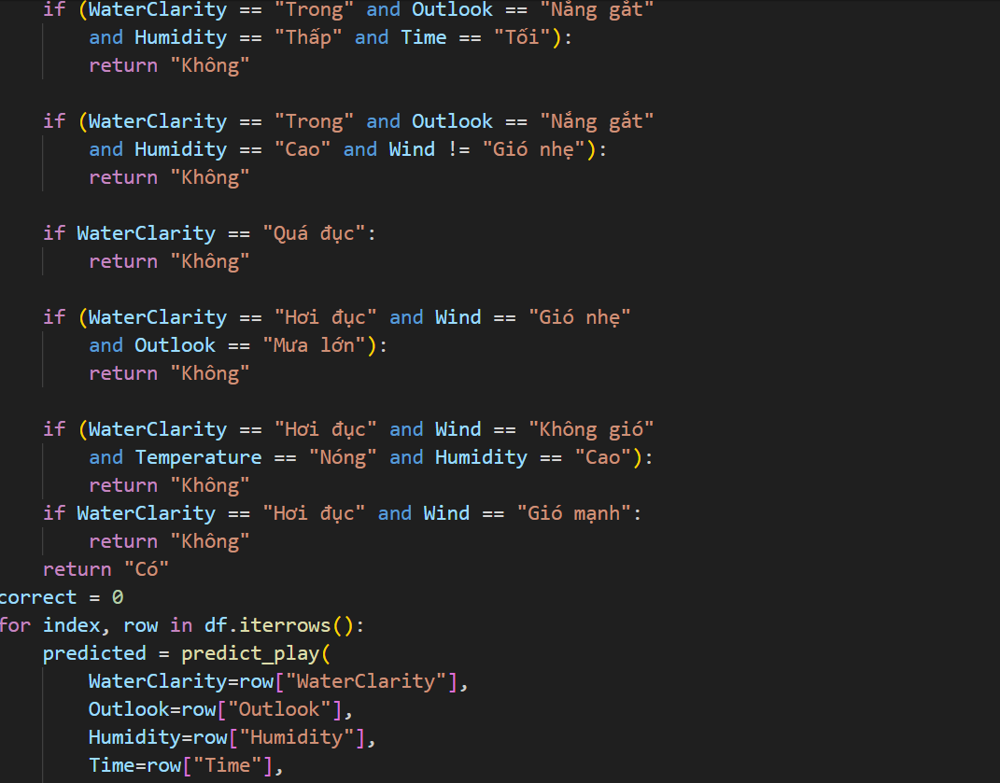 if (WaterClarity == "Trong" and Outlook == "Nắng gắt"
and Humidity == "Thấp" and Time == "Tối"):
return "Không"
if (WaterClarity == "Trong" and Outlook == "Nắng gắt"
and Humidity == "Cao" and Wind != "Gió nhẹ"):
return "Không"
if WaterClarity == "Quá đục":
return "Không"
if (WaterClarity == "Hơi đục" and Wind == "Gió nhẹ"
and Outlook == "Mưa lớn"):
return "Không"
if (WaterClarity == "Hơi đục" and Wind == "Không gió"
and Temperature == "Nóng" and Humidity == "Cao"):
return "Không"
if WaterClarity == "Hơi đục" and Wind == "Gió mạnh":
return "Không"
return "Có"
correct = 0
for index, row in df.iterrows():
predicted = predict_play(
WaterClarity=row["WaterClarity"],
Outlook=row["Outlook"],
Humidity=row["Humidity"],
Time=row["Time"],